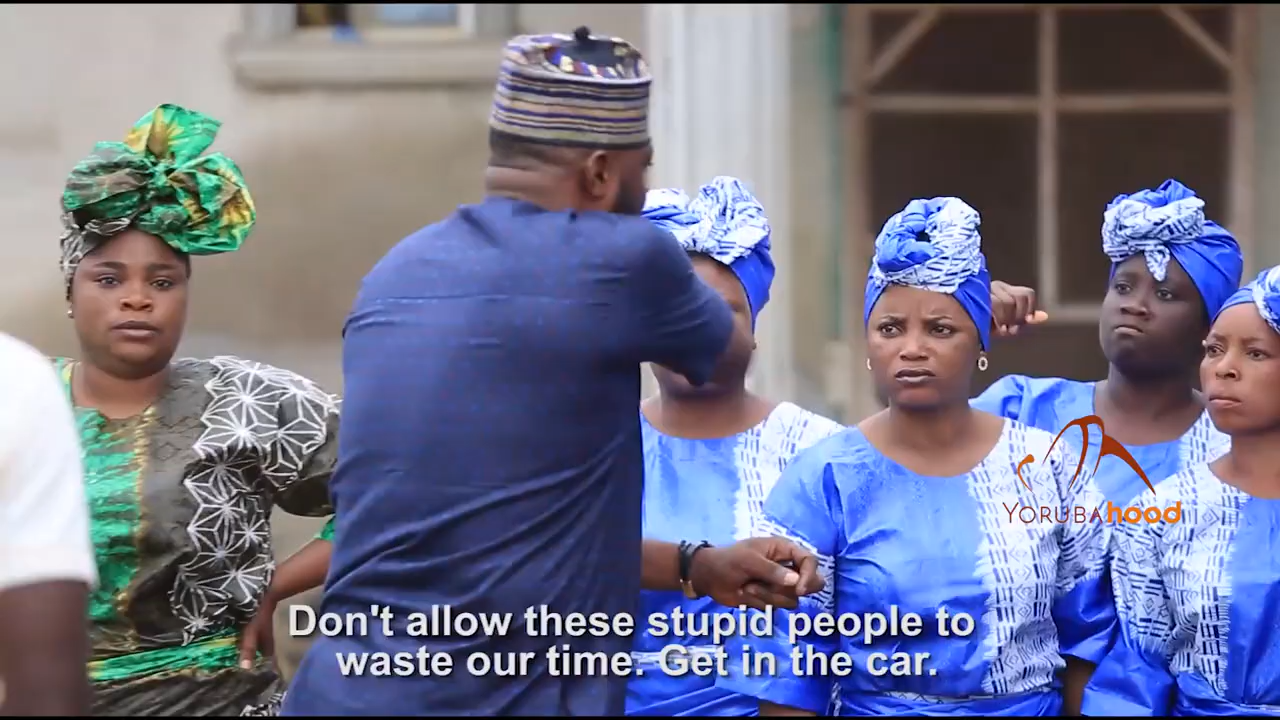 YORUBAhood
Don't allow these stupid people to
waste our time. Get in the car.